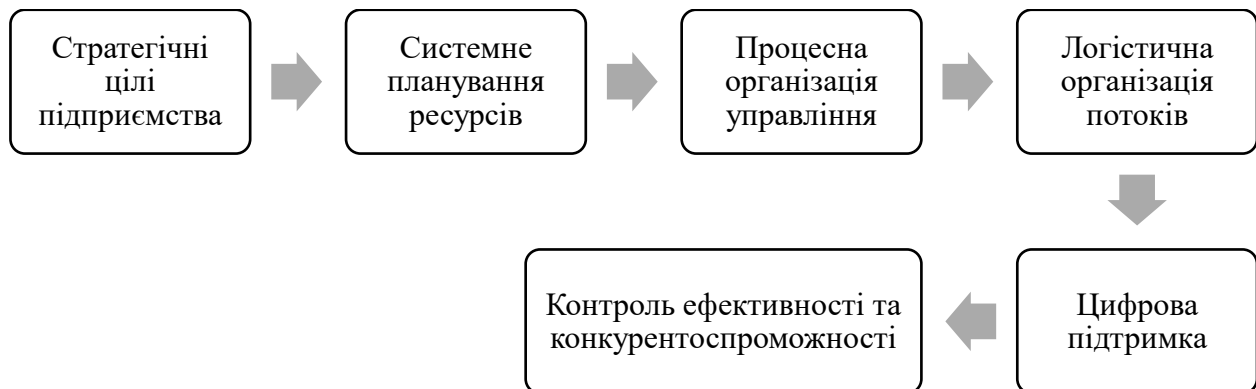 Стратегічні
цілі
підприємства
Системне
планування
ресурсів
Процесна
організація
управління
Логістична
організація
потоків
Цифрова
підтримка
Контроль ефективності та
конкурентоспроможності